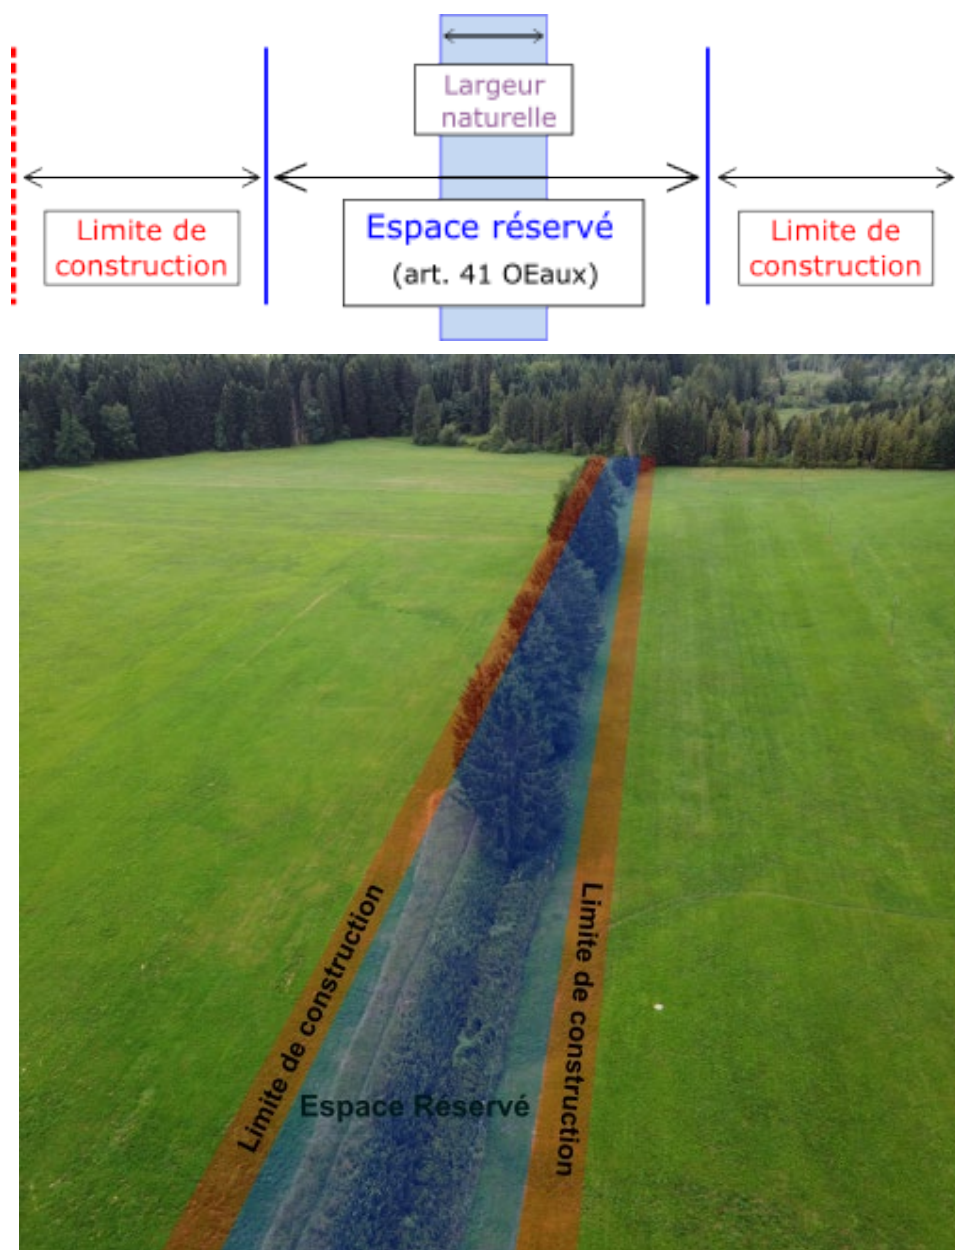 Largeur
naturelle
Limite de
construction
Espace réservé
(art. 41 OEaux)
Limite de
construction
Limite de construction
Limite de construction
Espace Réservé